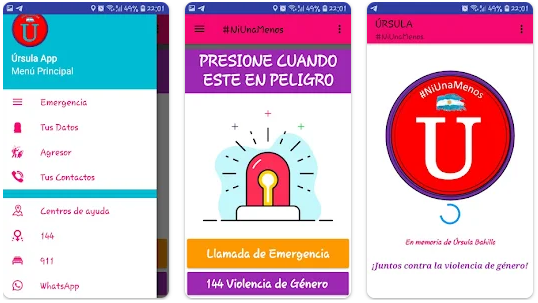 49% 22:01
Úrsula App
Menú Principal
Emergencia
Tus Datos
Agresor
Tus Contactos
Centros de ayuda
144
911
WhatsApp
49% 22:01
#NiUnaMenos
PRESIONE CUANDO
ESTE EN PELIGRO
Llamada de Emergencia
144 Violencia de Género
49% 22:01
ÚRSULA
#NiUnaMenos
#NiUnaMenos
U
En memoria de Úrsula Bahillo
¡Juntos contra la violencia de género!